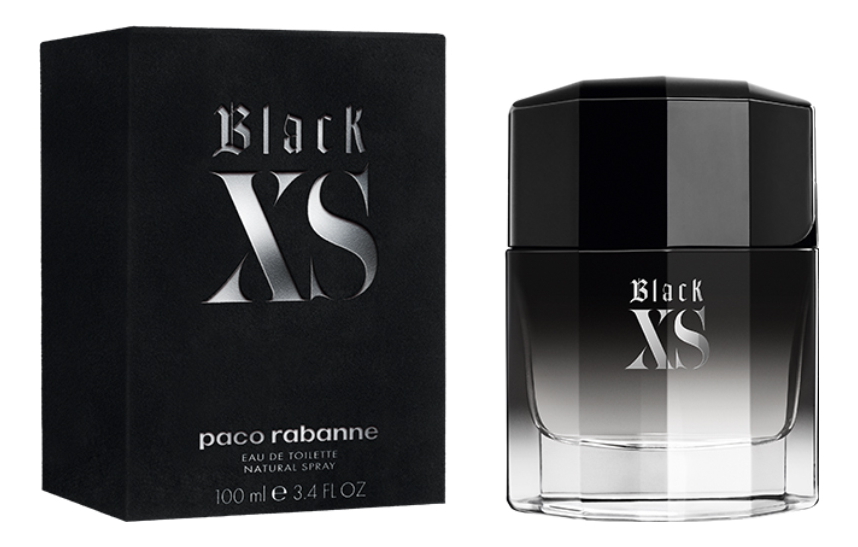 Black
XS
paco rabanne
EAU DE TOILETTE
NATURAL SPRAY
100 ml e 3.4 FL OZ
Black
XS